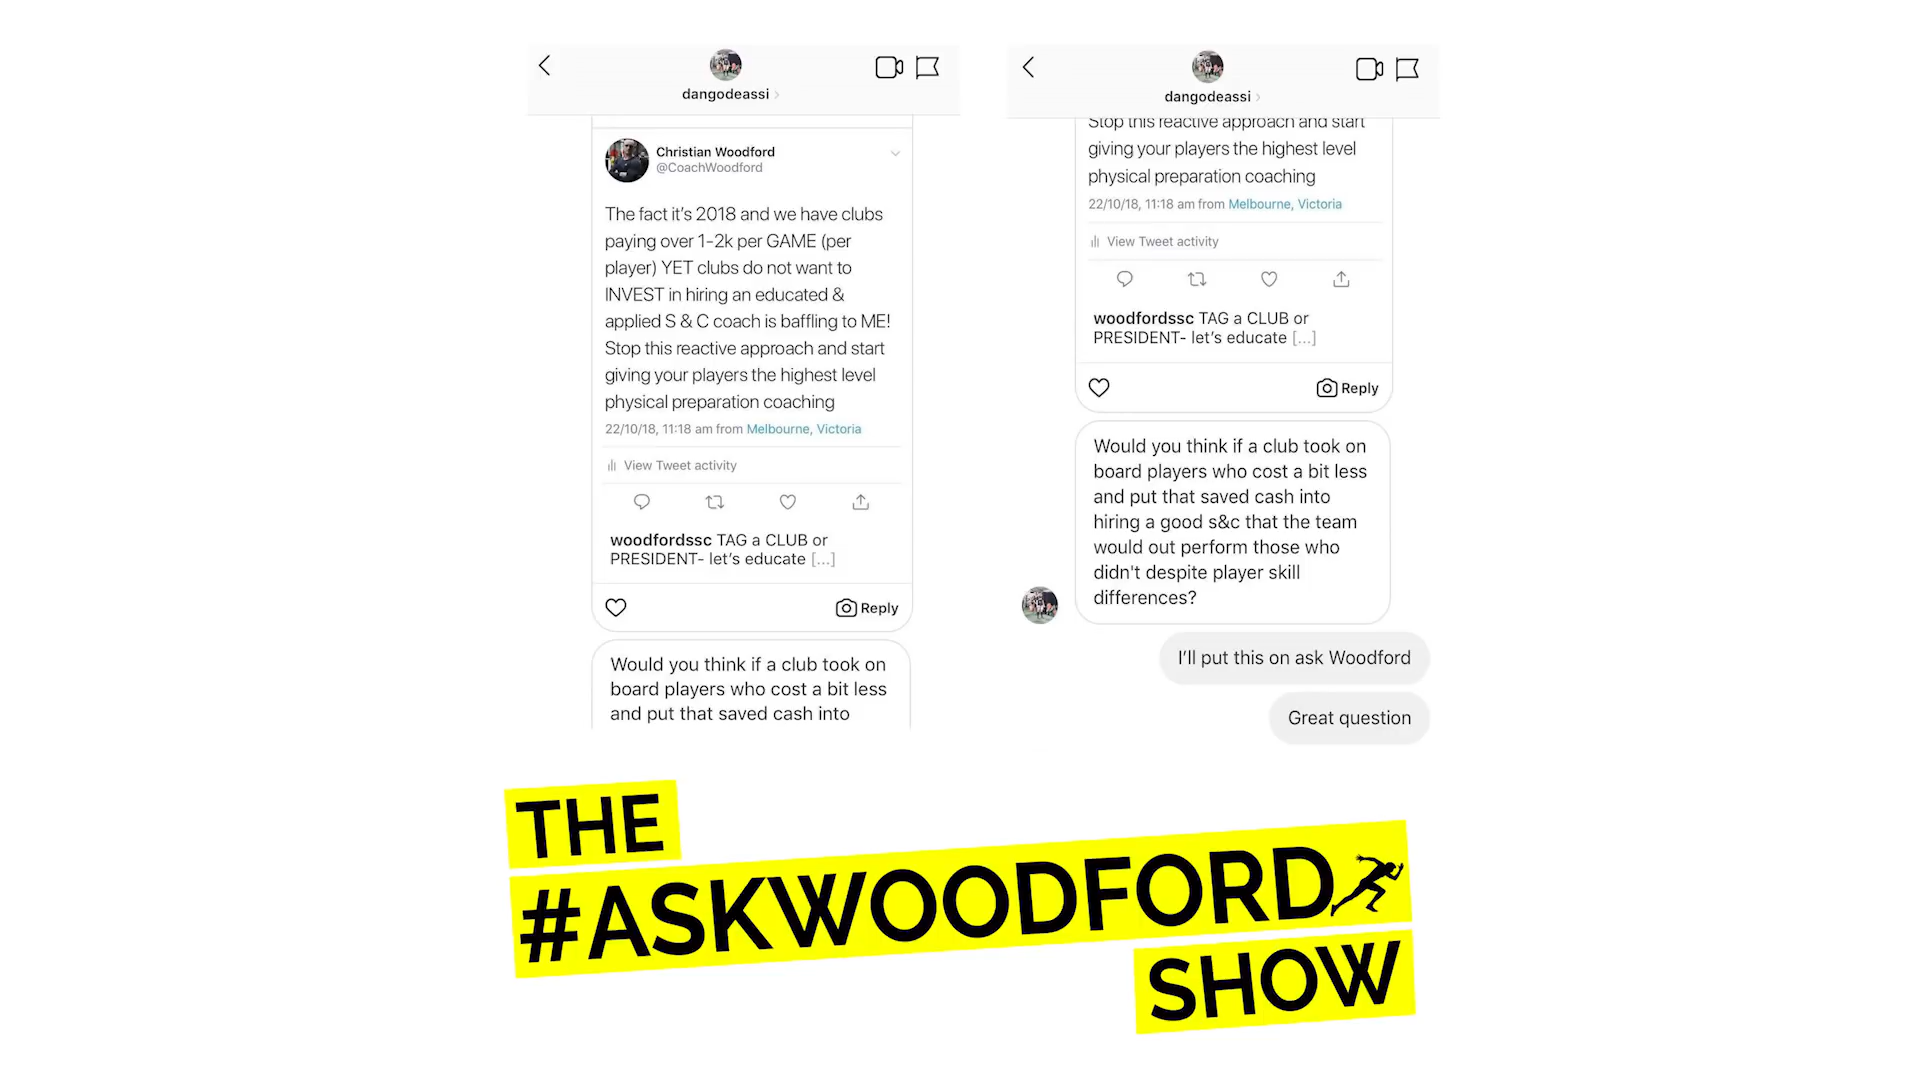 dangodeassi
Christian Woodford
@CoachWoodford
The fact it's 2018 and we have clubs
paying over 1-2k per GAME (per
player) YET clubs do not want to
INVEST in hiring an educated &
applied S & C coach is baffling to ME!
Stop this reactive approach and start
giving your players the highest level
physical preparation coaching
22/10/18, 11:18 am from Melbourne, Victoria
View Tweet activity
woodfordssc TAG a CLUB or
PRESIDENT- let's educate [...]
Reply
Would you think if a club took on
board players who cost a bit less
and put that saved cash into
dangodeassi
Stop this reactive approach and start
giving your players the highest level
physical preparation coaching
22/10/18, 11:18 am from Melbourne, Victoria
View Tweet activity
woodfordssc TAG a CLUB or
PRESIDENT- let's educate [...]
Reply
Would you think if a club took on
board players who cost a bit less
and put that saved cash into
hiring a good s&c that the team
would out perform those who
didn't despite player skill
differences?
I'll put this on ask Woodford
Great question
THE
#ASKWOODFORD
SHOW